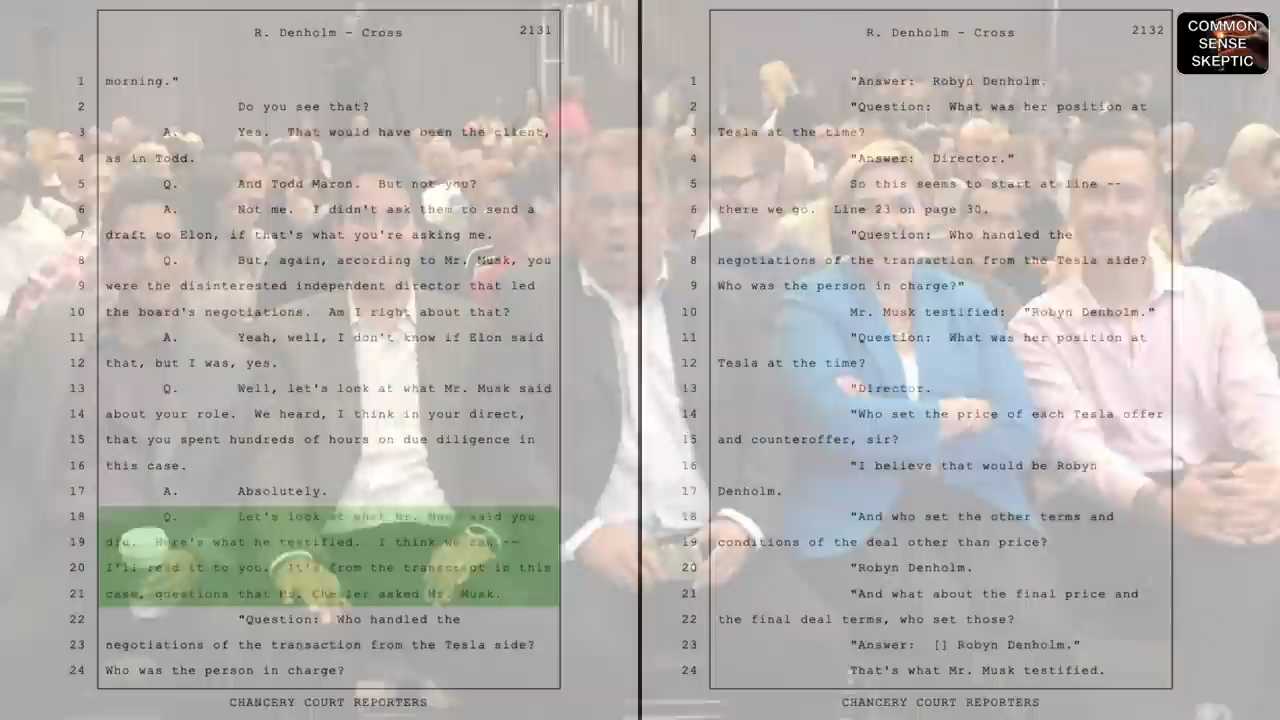 R. Denholm - Cross 2131
1 morning."
2 Do you see that?
3 A. Yes. That would have been the client,
4 as in Todd.
5 Q. And Todd Maron. But not you?
6 A. Not me. I didn't ask them to send a
7 draft to Elon, if that's what you're asking me.
8 Q. But, again, according to Mr. Musk, you
9 were the disinterested independent director that led
10 the board's negotiations. Am I right about that?
11 A. Yeah, well, I don't know if Elon said
12 that, but I was, yes.
13 Q. Well, let's look at what Mr. Musk said
14 about your role. We heard, I think in your direct,
15 that you spent hundreds of hours on due diligence in
16 this case.
17 A. Absolutely.
18 Q. Let's look at what Mr. Musk said you
19 did. Here's what he testified. I think we can --
20 I'll read it to you. It's from the transcript in this
21 case, questions that Ms. asked Mr. Musk.
22 "Question: Who handled the
23 negotiations of the transaction from the Tesla side?
24 Who was the person in charge?
CHANCERY COURT REPORTERS
R. Denholm - Cross 2132
1 "Answer: Robyn Denholm.
2 "Question: What was her position at
3 Tesla at the time?
4 "Answer: Director."
5 So this seems to start at line --
6 there we go. Line 23 on page 30.
7 "Question: Who handled the
8 negotiations of the transaction from the Tesla side?
9 Who was the person in charge?"
10 Mr. Musk testified: "Robyn Denholm."
11 "Question: What was her position at
12 Tesla at the time?
13 "Director.
14 "Who set the price of each Tesla offer
15 and counteroffer, sir?
16 "I believe that would be Robyn
17 Denholm.
18 "And who set the other terms and
19 conditions of the deal other than price?
20 "Robyn Denholm.
21 "And what about the final price and
22 the final deal terms, who set those?
23 "Answer: [] Robyn Denholm."
24 That's what Mr. Musk testified.
CHANCERY COURT REPORTERS
COMMON
SENSE
SKEPTIC